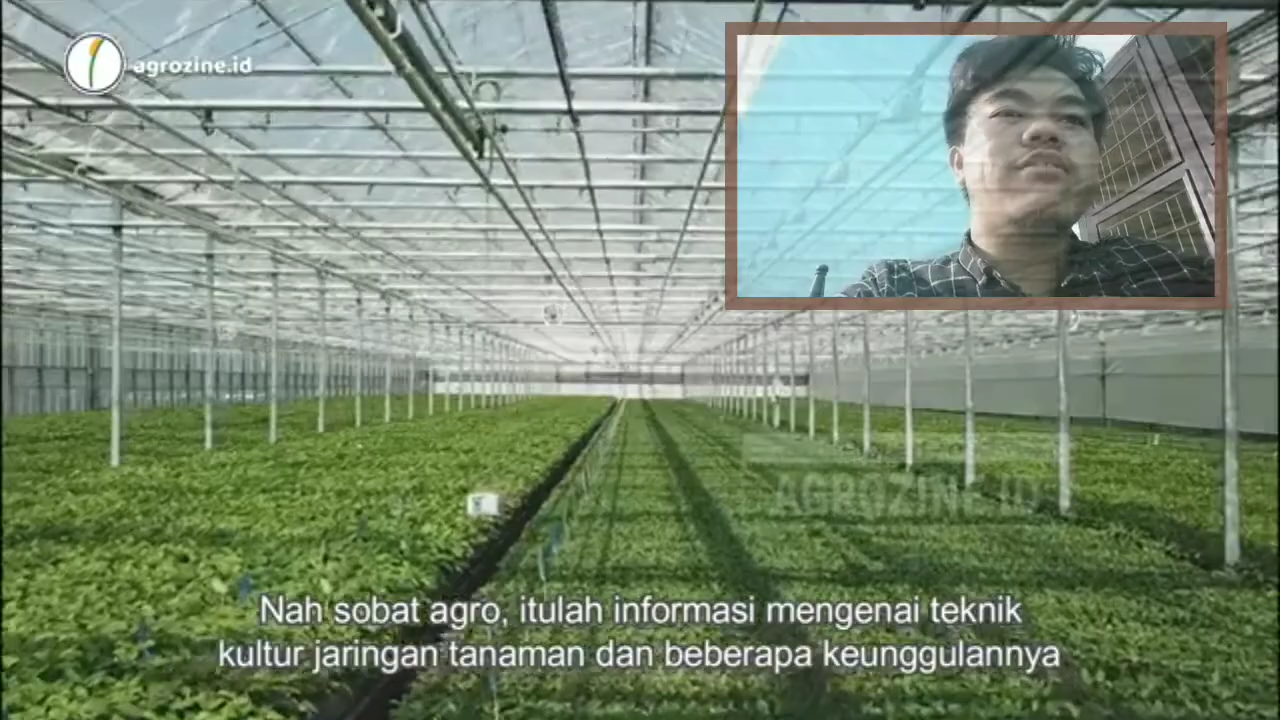 agrozine.id
AGROZINE.ID
Nah sobat agro, itulah informasi mengenai teknik
kultur jaringan tanaman dan beberapa keunggulannya